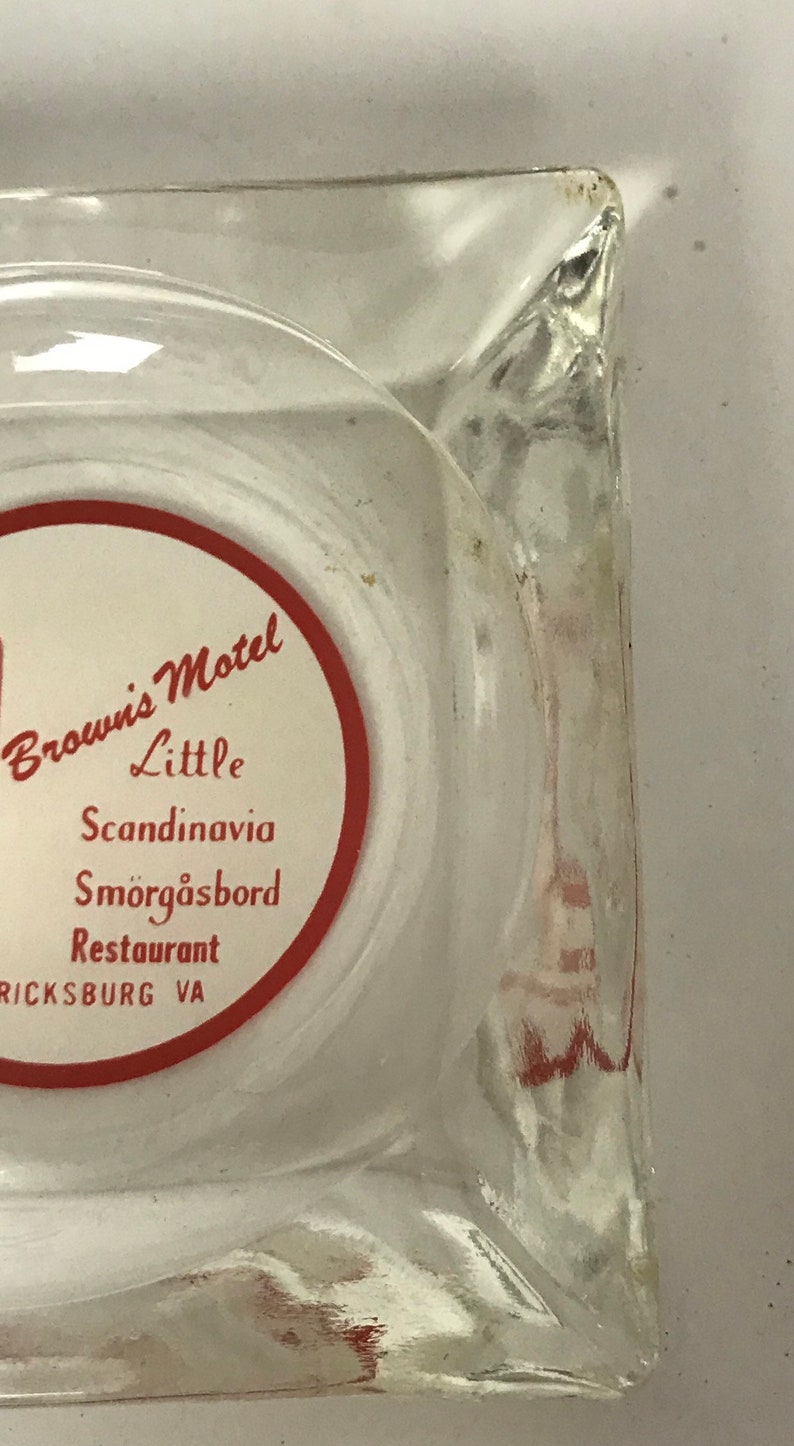 Brown's Motel
Little
Scandinavia
Smörgåsbord
Restaurant
RICKSBURG VA